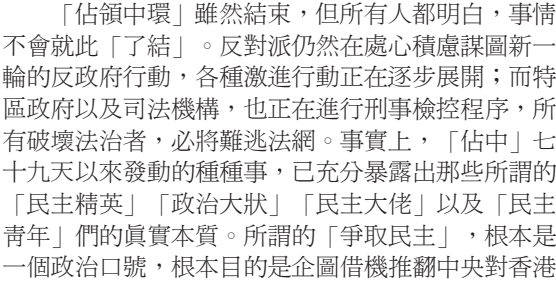 「佔領中環」雖然結束，但所有人都明白，事情
不會就此「了結」。反對派仍然在處心積慮謀圖新一
輪的反政府行動，各種激進行動正在逐步展開；而特
區政府以及司法機構，也正在進行刑事檢控程序，所
有破壞法治者，必將難逃法網。事實上，「佔中」七
十九天以來發動的種種事，已充分暴露出那些所謂的
「民主精英」「政治大狀」「民主大佬」以及「民主
靑年」們的眞實本質。所謂的「爭取民主」，根本是
一個政治口號，根本目的是企圖借機推翻中央對香港